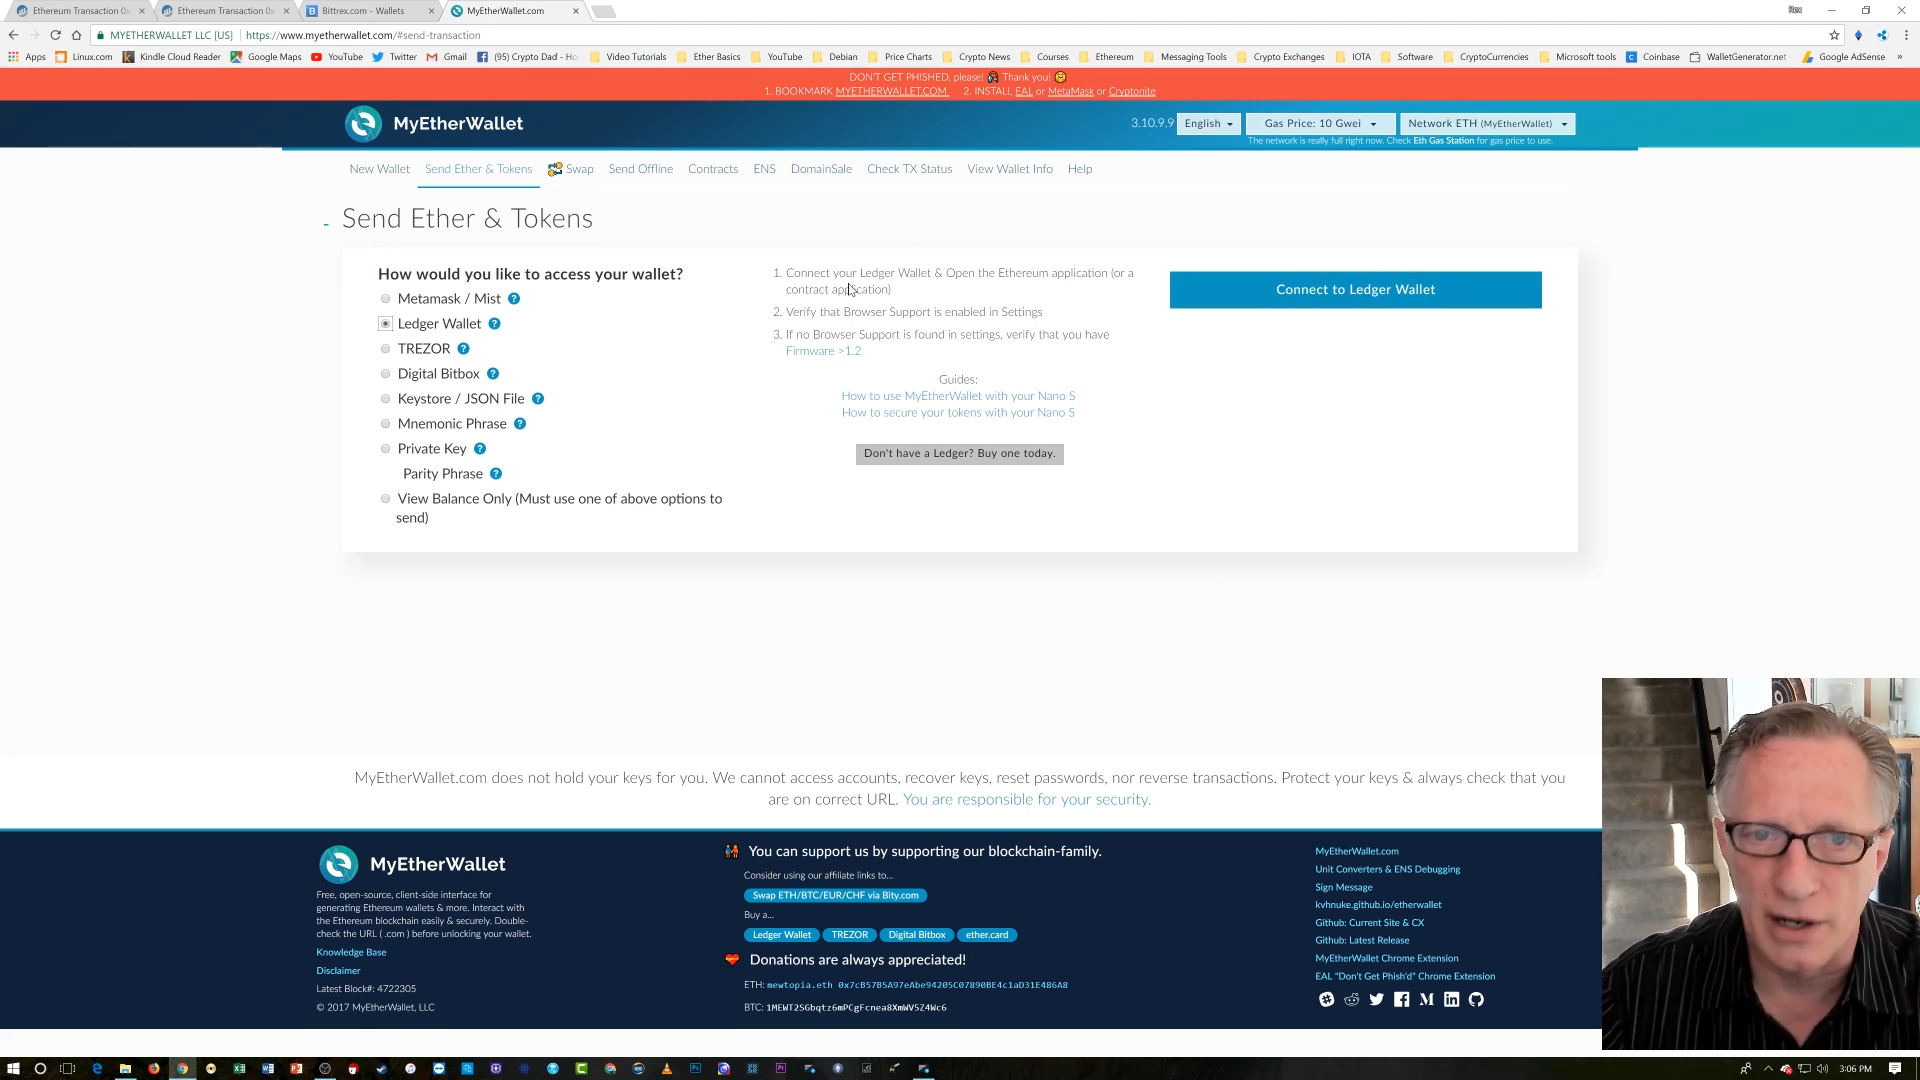 Ethereum Transaction 0x
Ethereum Transaction 0x
Bittrex.com - Wallets
MyEtherWallet.com
MYETHERWALLET LLC [US]
https://www.myetherwallet.com/#send-transaction
Apps
Linux.com
Kindle Cloud Reader
Google Maps
YouTube
Twitter
Gmail
(95) Crypto Dad - Ho
Video Tutorials
Ether Basics
YouTube
Debian
Price Charts
Crypto News
Courses
Ethereum
Messaging Tools
Crypto Exchanges
IOTA
Software
CryptoCurrencies
Microsoft tools
Coinbase
WalletGenerator.net
Google AdSense
DON'T GET PHISHED, please! Thank you!
1. BOOKMARK MYETHERWALLET.COM 2. INSTALL EAL or MetaMask or Cryptonite
MyEtherWallet
3.10.9.9
English
Gas Price: 10 Gwei
Network ETH (MyEtherWallet)
The network is really full right now. Check Eth Gas Station for gas price to use.
New Wallet
Send Ether & Tokens
Swap
Send Offline
Contracts
ENS
DomainSale
Check TX Status
View Wallet Info
Help
Send Ether & Tokens
How would you like to access your wallet?
Metamask / Mist
Ledger Wallet
TREZOR
Digital Bitbox
Keystore / JSON File
Mnemonic Phrase
Private Key
Parity Phrase
View Balance Only (Must use one of above options to
send)
1. Connect your Ledger Wallet & Open the Ethereum application (or a
contract application)
2. Verify that Browser Support is enabled in Settings
3. If no Browser Support is found in settings, verify that you have
Firmware >1.2
Guides:
How to use MyEtherWallet with your Nano S
How to secure your tokens with your Nano S
Don't have a Ledger? Buy one today.
Connect to Ledger Wallet
MyEtherWallet.com does not hold your keys for you. We cannot access accounts, recover keys, reset passwords, nor reverse transactions. Protect your keys & always check that you
are on correct URL. You are responsible for your security.
MyEtherWallet
Free, open-source, client-side interface for
generating Ethereum wallets & more. Interact with
the Ethereum blockchain easily & securely. Double-
check the URL ( .com ) before unlocking your wallet.
Knowledge Base
Disclaimer
Latest Block#: 4722305
© 2017 MyEtherWallet, LLC
You can support us by supporting our blockchain-family.
Consider using our affiliate links to...
Swap ETH/BTC/EUR/CHF via Bity.com
Buy a...
Ledger Wallet
TREZOR
Digital Bitbox
ether.card
Donations are always appreciated!
ETH: mewtopia.eth 0x7cB57B5A97eAbe94205C07890BE4c1aD31E486A8
BTC: 1MEWT2SGbqtz6mPCgFcnea8XmWV5Z4Wc6
MyEtherWallet.com
Unit Converters & ENS Debugging
Sign Message
kvhnuke.github.io/etherwallet
Github: Current Site & CX
Github: Latest Release
MyEtherWallet Chrome Extension
EAL "Don't Get Phish'd" Chrome Extension
3:06 PM